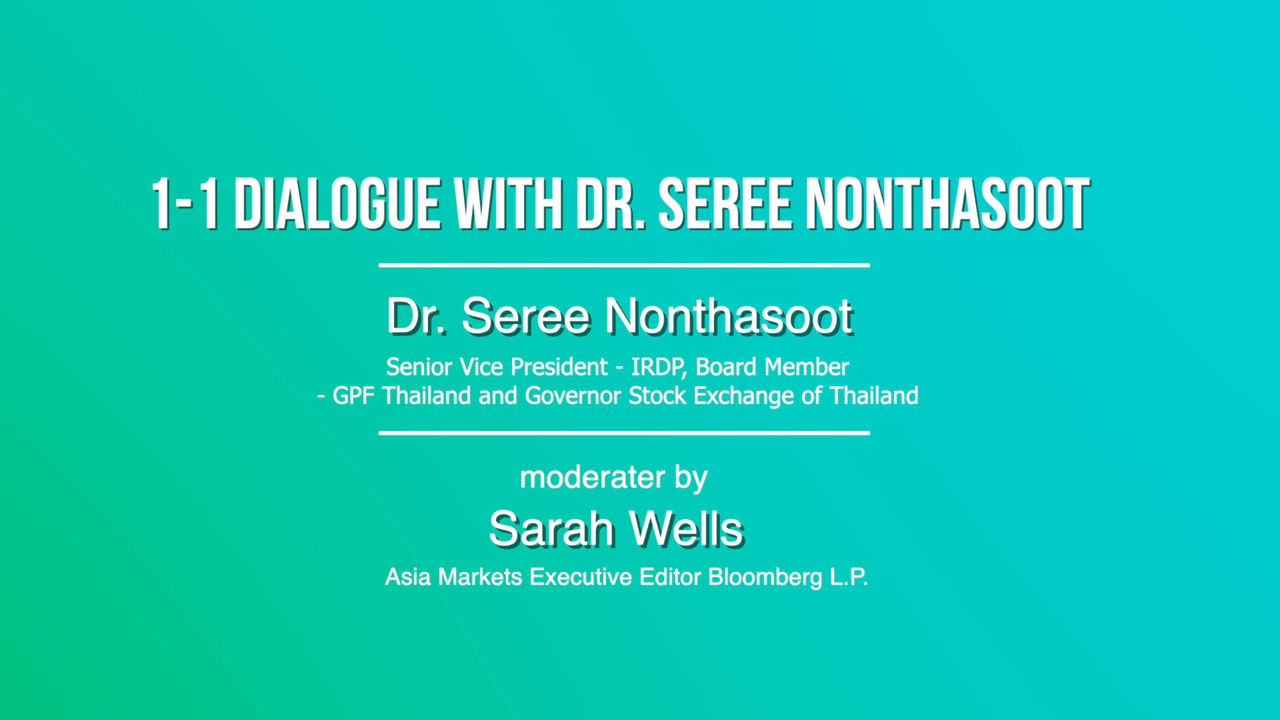 1-1 DIALOGUE WITH DR. SEREE NONTHASOOT
Dr. Seree Nonthasoot
Senior Vice President - IRDP, Board Member
- GPF Thailand and Governor Stock Exchange of Thailand
moderater by
Sarah Wells
Asia Markets Executive Editor Bloomberg L.P.